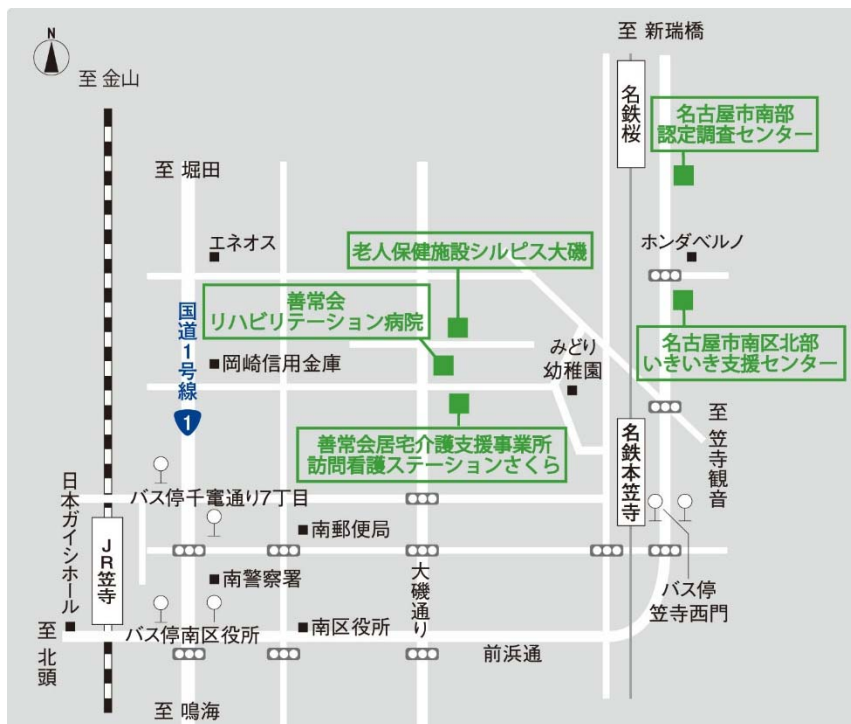 至 新瑞橋
N
至 金山
名鉄桜
名古屋市南部
認定調査センター
至 堀田
エネオス
老人保健施設シルピス大磯
ホンダベルノ
善常会
リハビリテーション病院
国道1号線
1
岡崎信用金庫
みどり
幼稚園
名古屋市南区北部
いきいき支援センター
善常会居宅介護支援事業所
訪問看護ステーションさくら
名鉄本笠寺
至 笠寺観音
日本ガイシホール
バス停千竃通り7丁目
JR笠寺
南郵便局
南警察署
大磯通り
バス停
笠寺西門
バス停南区役所
南区役所
前浜通
至 北頭
至 鳴海